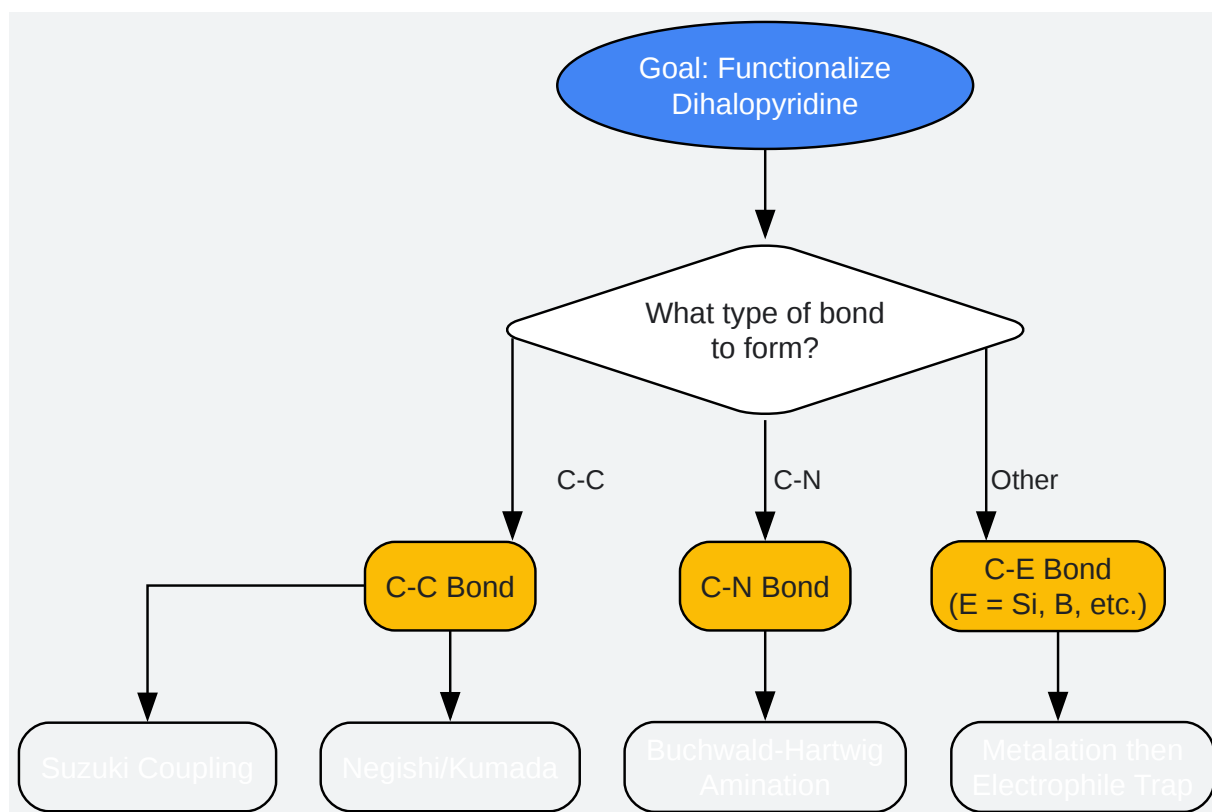 Goal: Functionalize
Dihalopyridine
What type of bond
to form?
C-C
C-N
Other
C-C Bond
C-N Bond
C-E Bond
(E = Si, B, etc.)
Suzuki Coupling
Negishi/Kumada
Buchwald-Hartwig
Amination
Metalation then
Electrophile Trap